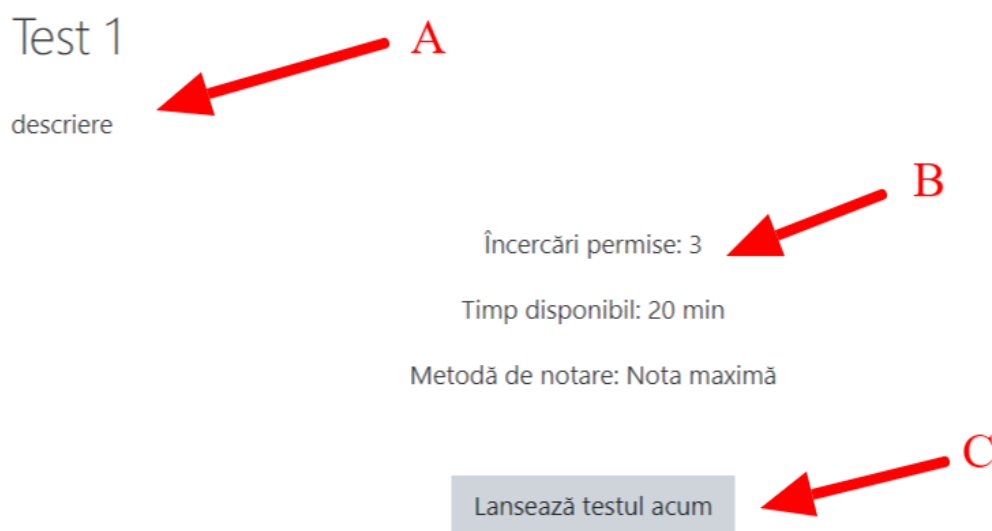 Test 1
A
descriere
B
Încercări permise: 3
Timp disponibil: 20 min
Metodă de notare: Nota maximă
C
Lansează testul acum